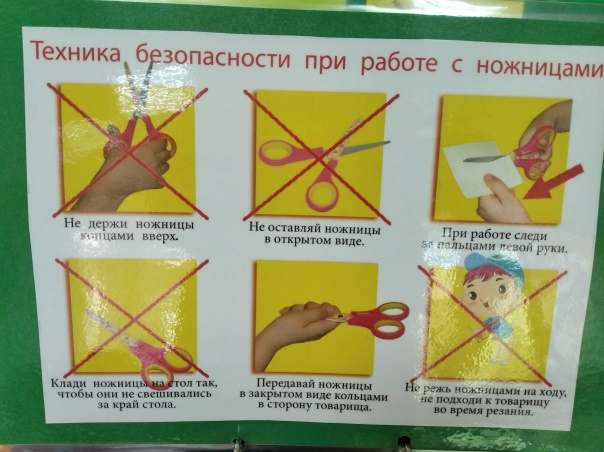 Техника безопасности при работе с ножницами
Не держи ножницы
концами вверх.
Не оставляй ножницы
в открытом виде.
При работе следи
за пальцами левой руки.
Клади ножницы на стол так,
чтобы они не свешивались
за край стола.
Передавай ножницы
в закрытом виде кольцами
в сторону товарища.
Не режь ножницами на ходу,
не подходи к товарищу
во время резания.